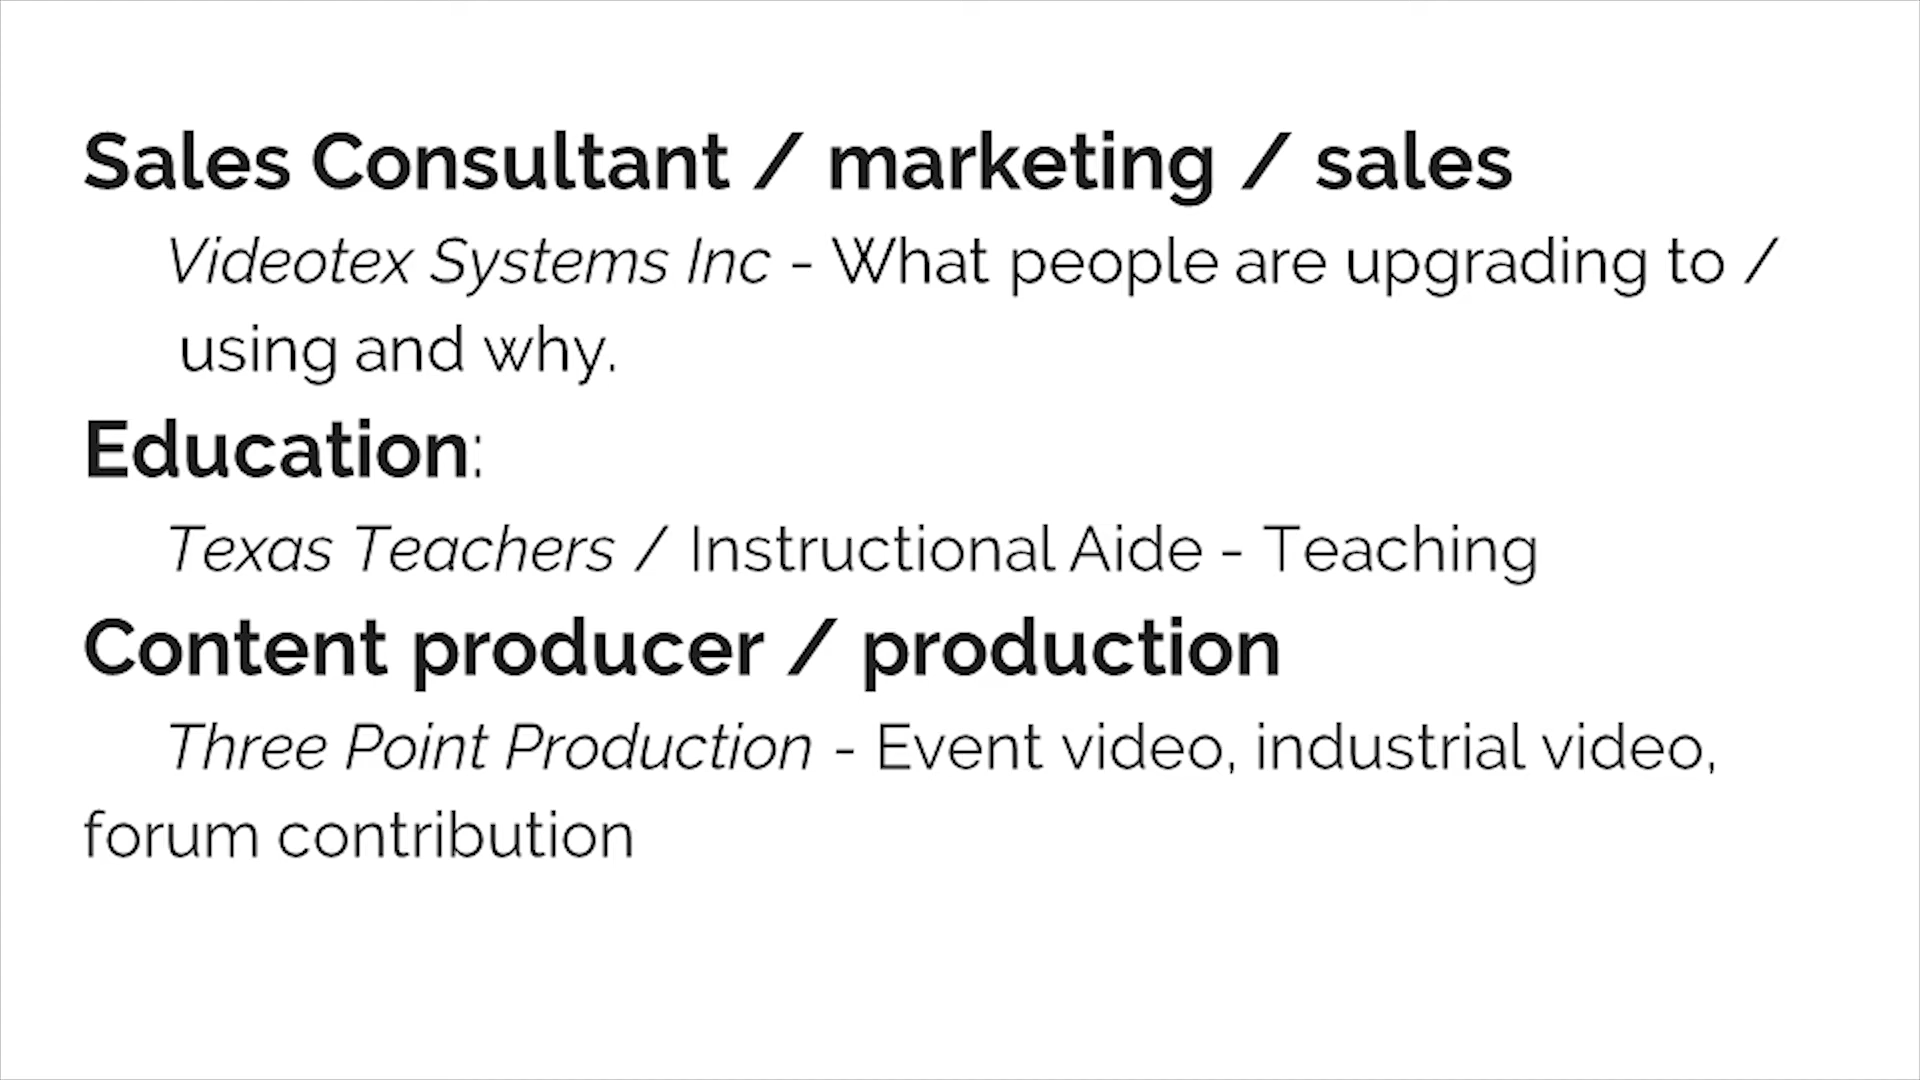 Sales Consultant / marketing / sales
Videotex Systems Inc - What people are upgrading to /
using and why.
Education:
Texas Teachers / Instructional Aide - Teaching
Content producer / production
Three Point Production - Event video, industrial video,
forum contribution